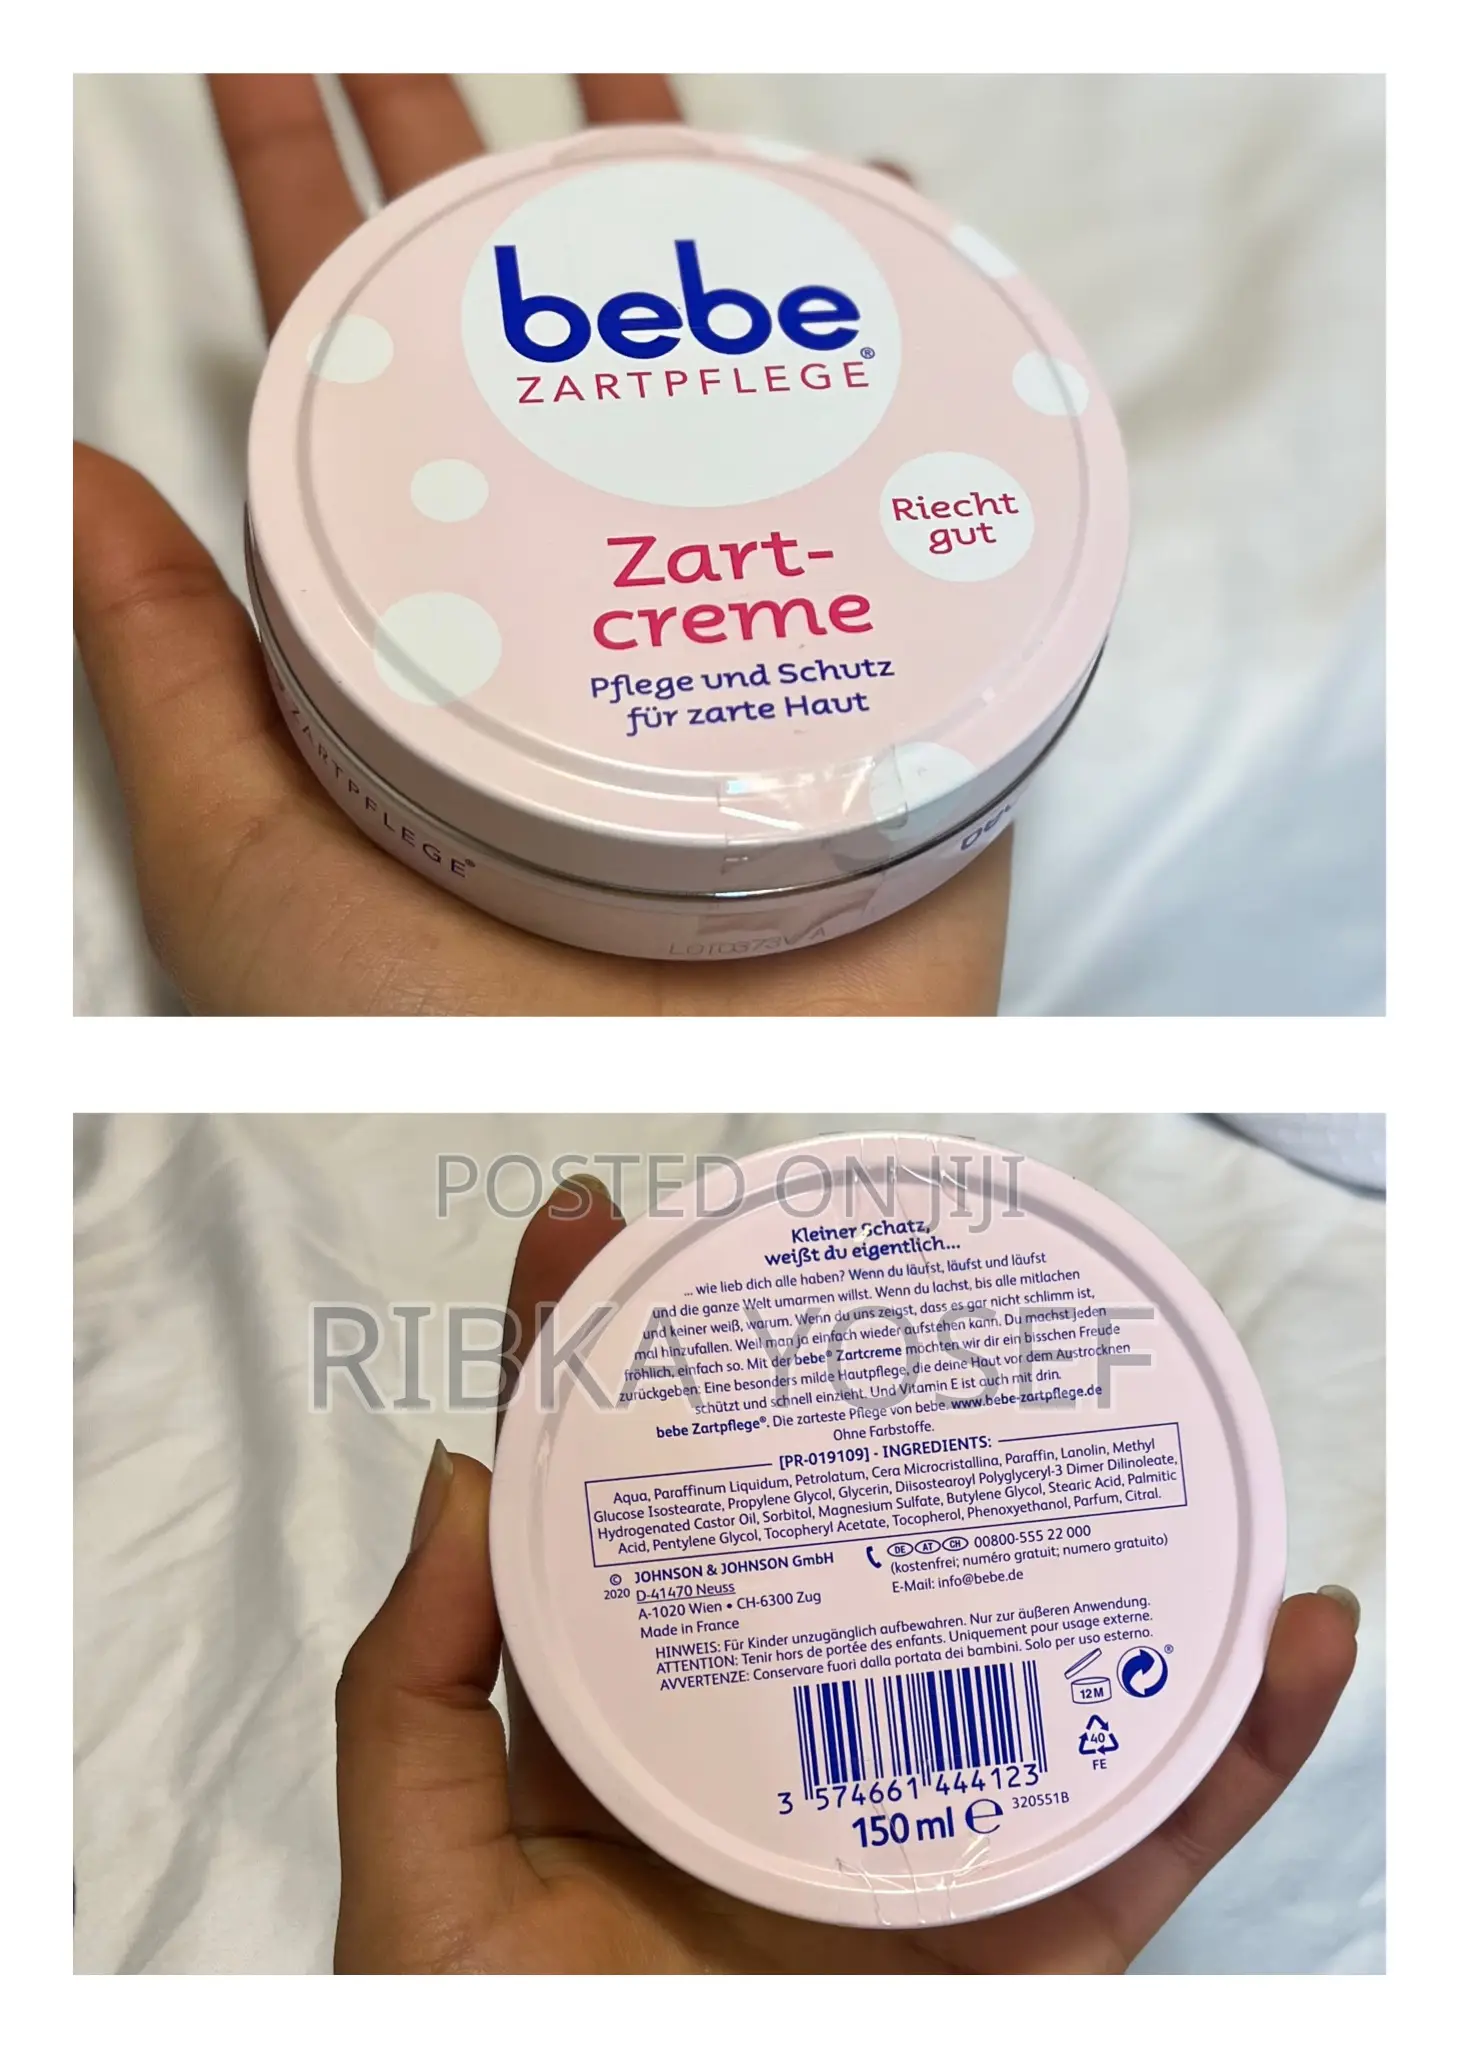 bebe®
ZARTPFLEGE
Riecht
gut
Zart-
creme
Pflege und Schutz
für zarte Haut
ZARTPFLEGE®
POSTED ON JIJI
RIBKA YOSEF
Kleiner Schatz,
weißt du eigentlich...
... wie lieb dich alle haben? Wenn du läufst, läufst und läufst
und die ganze Welt umarmen willst. Wenn du lachst, bis alle mitlachen
und keiner weiß, warum. Wenn du uns zeigst, dass es gar nicht schlimm ist,
mal hinzufallen. Weil man ja einfach wieder aufstehen kann. Du machst jeden
fröhlich, einfach so. Mit der bebe® Zartcreme möchten wir dir ein bisschen Freude
zurückgeben: Eine besonders milde Hautpflege, die deine Haut vor dem Austrocknen
schützt und schnell einzieht. Und Vitamin E ist auch mit drin.
bebe Zartpflege®. Die zarteste Pflege von bebe. www.bebe-zartpflege.de
Ohne Farbstoffe.
[PR-019109] - INGREDIENTS:
Aqua, Paraffinum Liquidum, Petrolatum, Cera Microcristallina, Paraffin, Lanolin, Methyl
Glucose Isostearate, Propylene Glycol, Glycerin, Diisostearoyl Polyglyceryl-3 Dimer Dilinoleate,
Hydrogenated Castor Oil, Sorbitol, Magnesium Sulfate, Butylene Glycol, Stearic Acid, Palmitic
Acid, Pentylene Glycol, Tocopheryl Acetate, Tocopherol, Phenoxyethanol, Parfum, Citral.
© JOHNSON & JOHNSON GmbH
2020 D-41470 Neuss
A-1020 Wien • CH-6300 Zug
Made in France
DE AT CH 00800-555 22 000
(kostenfrei; numéro gratuit; numero gratuito)
E-Mail: info@bebe.de
HINWEIS: Für Kinder unzugänglich aufbewahren. Nur zur äußeren Anwendung.
ATTENTION: Tenir hors de portée des enfants. Uniquement pour usage externe.
AVVERTENZE: Conservare fuori dalla portata dei bambini. Solo per uso esterno.
12M
40
FE
3 574661 444123
320551B
150 ml e